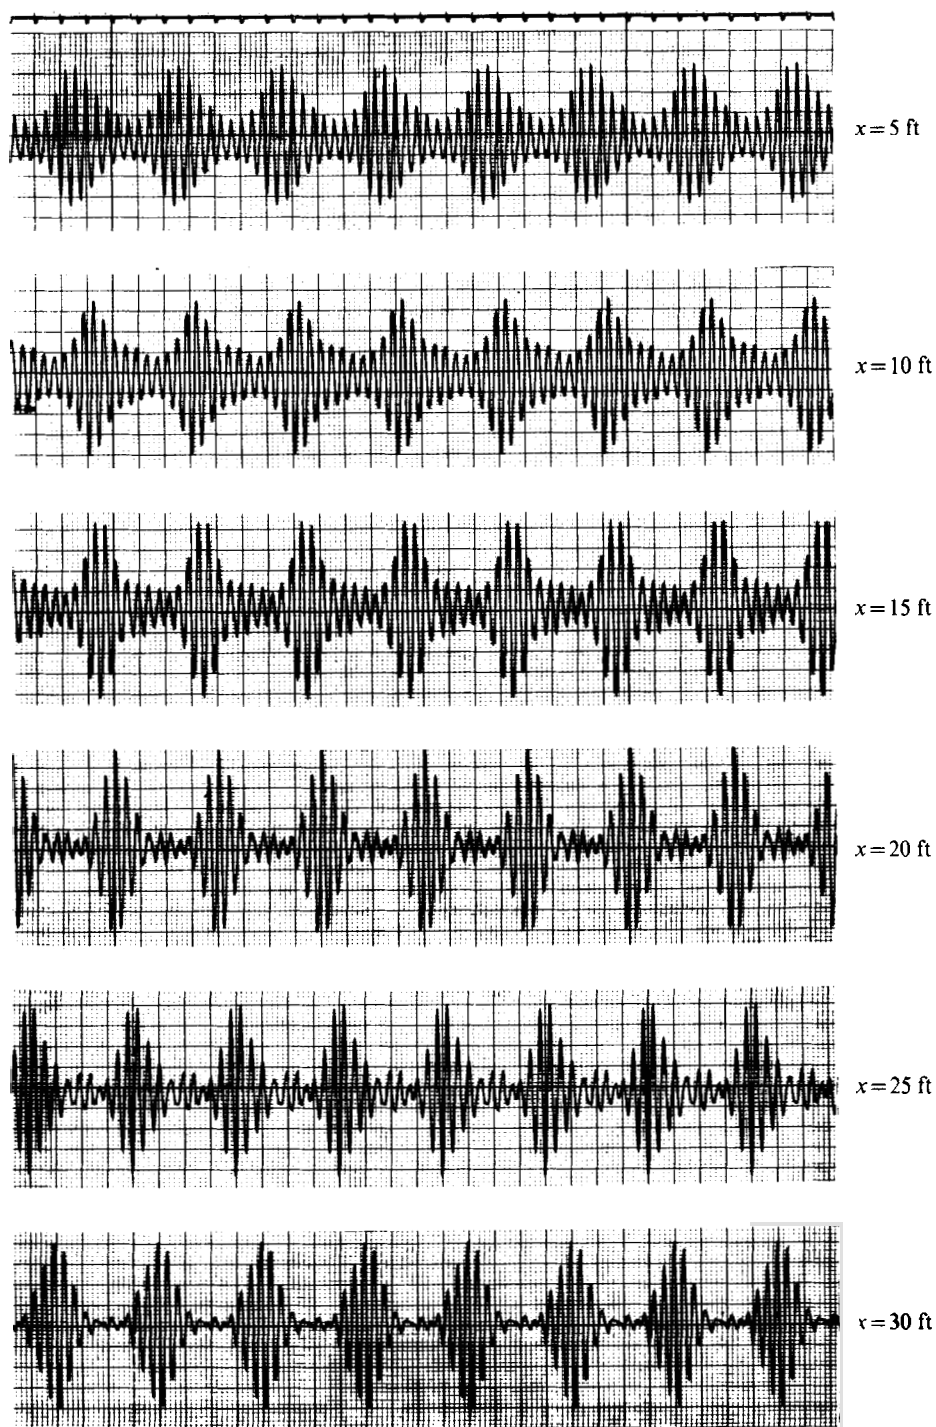 x = 5 ft
x = 10 ft
x = 15 ft
x = 20 ft
x = 25 ft
x = 30 ft